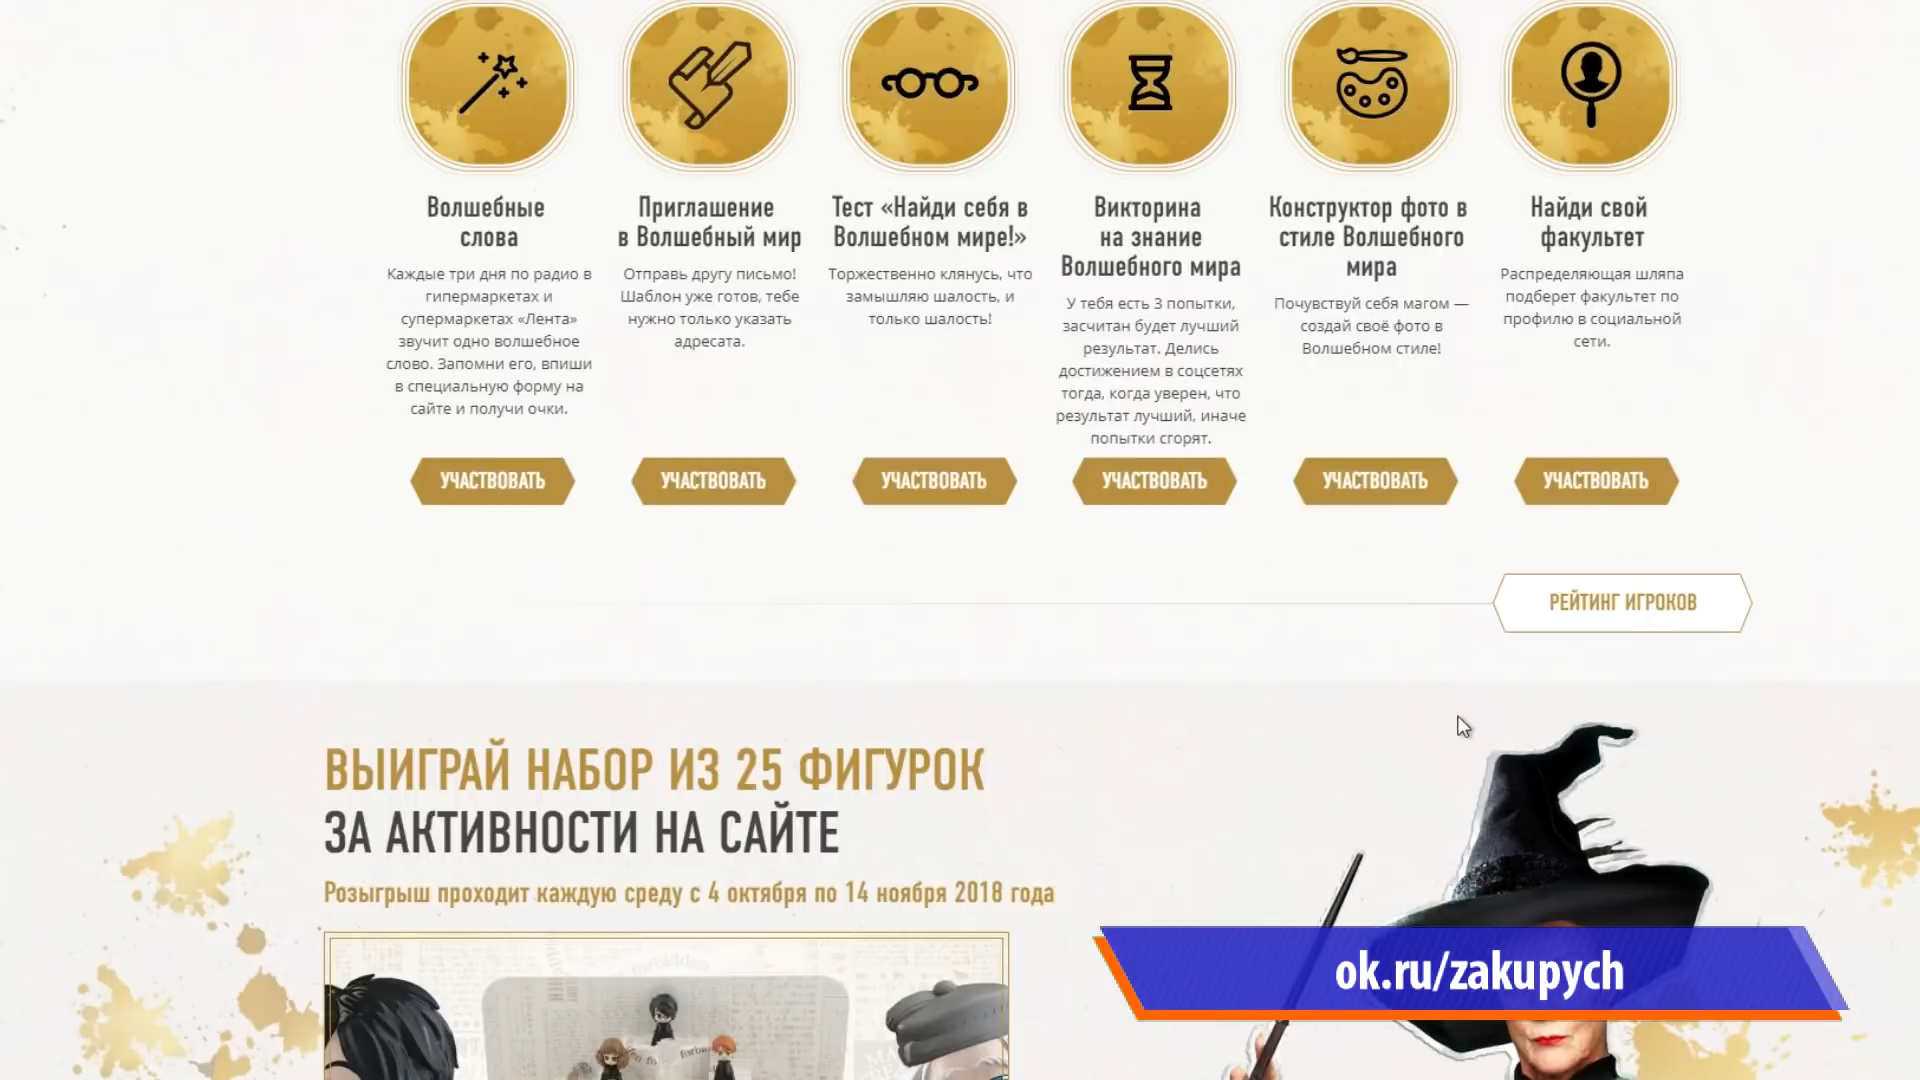 Волшебные
слова
Каждые три дня по радио в
гипермаркетах и
супермаркетах «Лента»
звучит одно волшебное
слово. Запомни его, впиши
в специальную форму на
сайте и получи очки.
УЧАСТВОВАТЬ
Приглашение
в Волшебный мир
Отправь другу письмо!
Шаблон уже готов, тебе
нужно только указать
адресата.
УЧАСТВОВАТЬ
Тест «Найди себя в
Волшебном мире!»
Торжественно клянусь, что
замышляю шалость, и
только шалость!
УЧАСТВОВАТЬ
Викторина
на знание
Волшебного мира
У тебя есть 3 попытки,
засчитан будет лучший
результат. Делись
достижением в соцсетях
тогда, когда уверен, что
результат лучший, иначе
попытки сгорят.
УЧАСТВОВАТЬ
Конструктор фото в
стиле Волшебного
мира
Почувствуй себя магом —
создай своё фото в
Волшебном стиле!
УЧАСТВОВАТЬ
Найди свой
факультет
Распределяющая шляпа
подберет факультет по
профилю в социальной
сети.
УЧАСТВОВАТЬ
РЕЙТИНГ ИГРОКОВ
ВЫИГРАЙ НАБОР ИЗ 25 ФИГУРОК
ЗА АКТИВНОСТИ НА САЙТЕ
Розыгрыш проходит каждую среду с 4 октября по 14 ноября 2018 года
ok.ru/zakupych